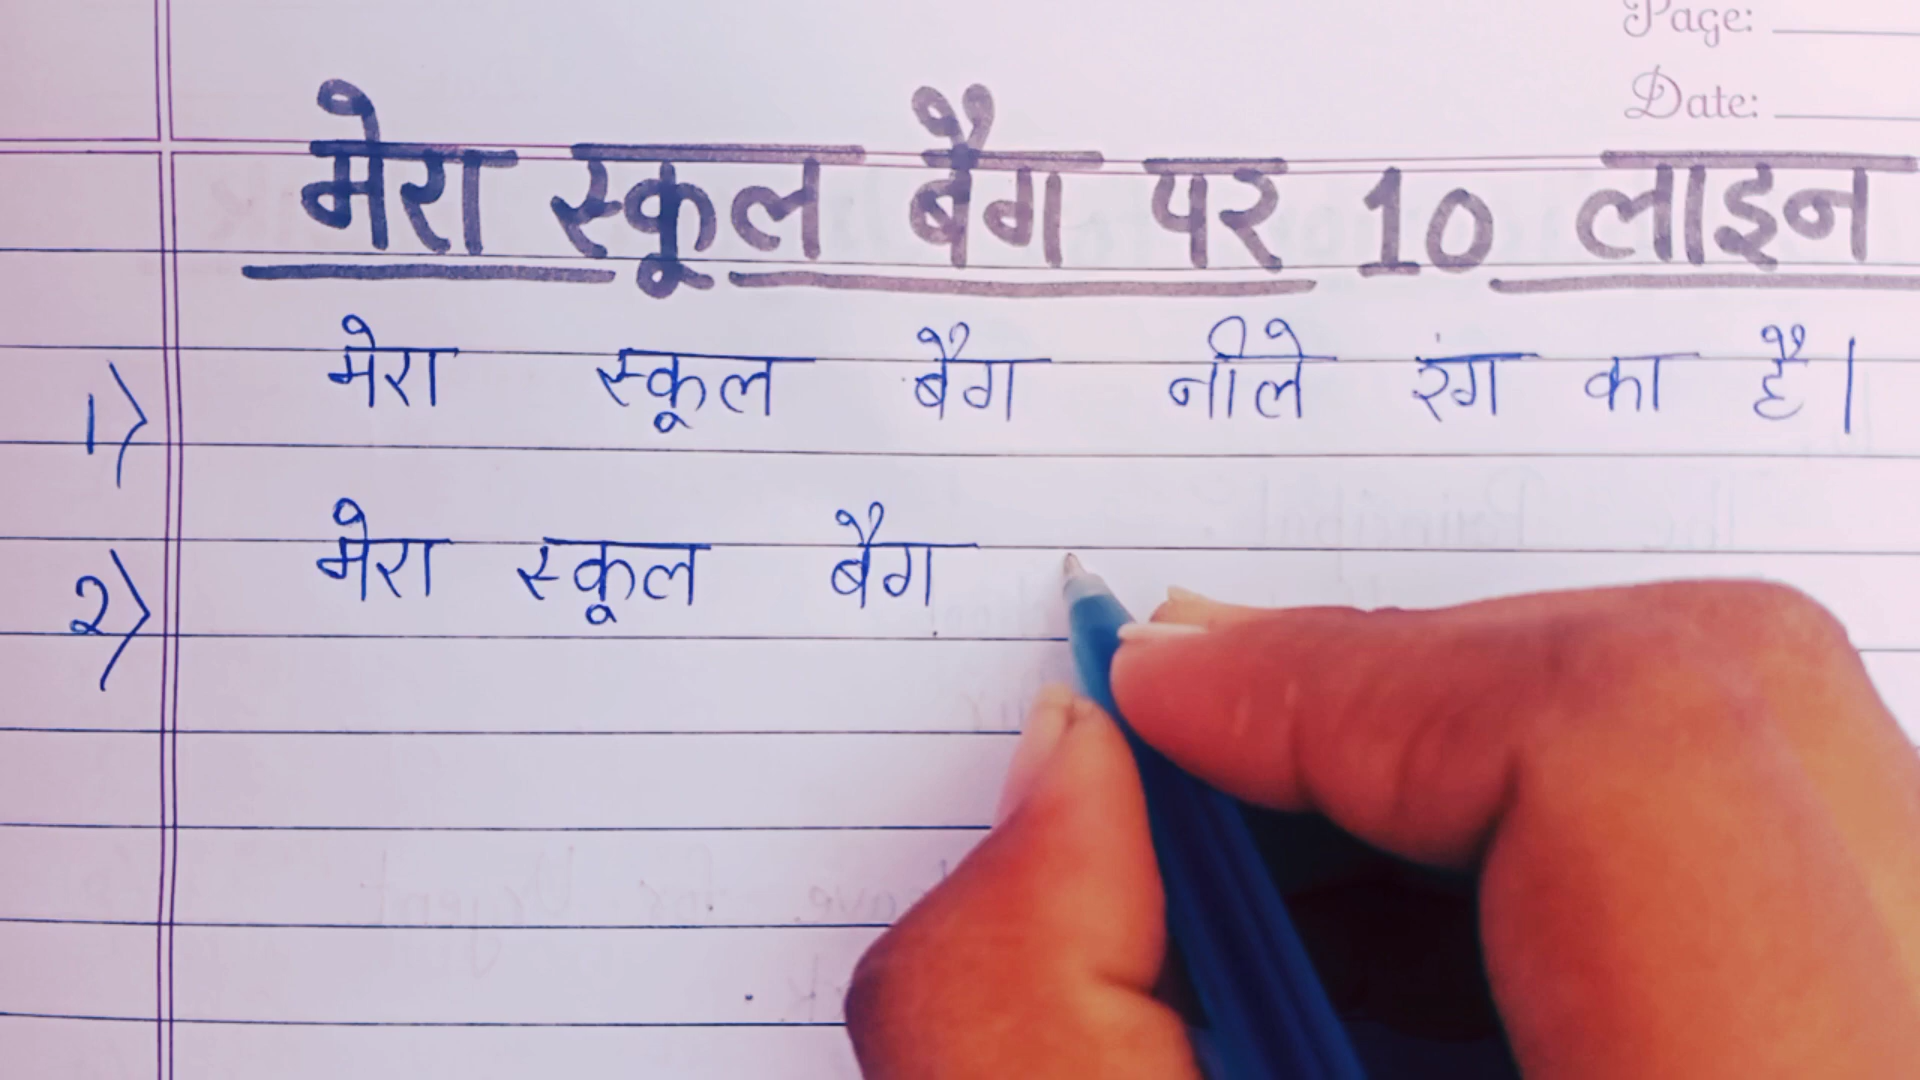 Page:
Date:
मेरा स्कूल बैग पर 10 लाइन
1) मेरा स्कूल बैग नीले रंग का है।
2) मेरा स्कूल बैग